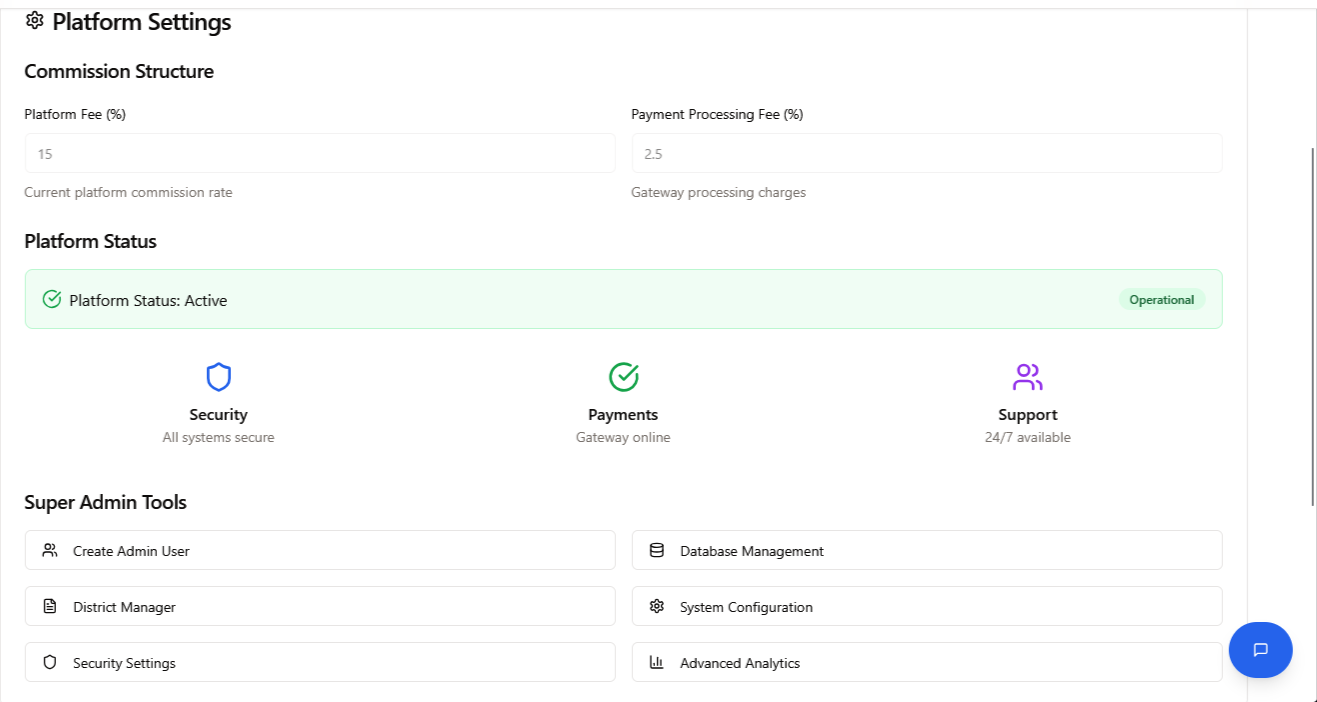 Platform Settings
Commission Structure
Platform Fee (%)
Payment Processing Fee (%)
15
2.5
Current platform commission rate
Gateway processing charges
Platform Status
Platform Status: Active
Operational
Security
Payments
Support
All systems secure
Gateway online
24/7 available
Super Admin Tools
Create Admin User
Database Management
District Manager
System Configuration
Security Settings
Advanced Analytics